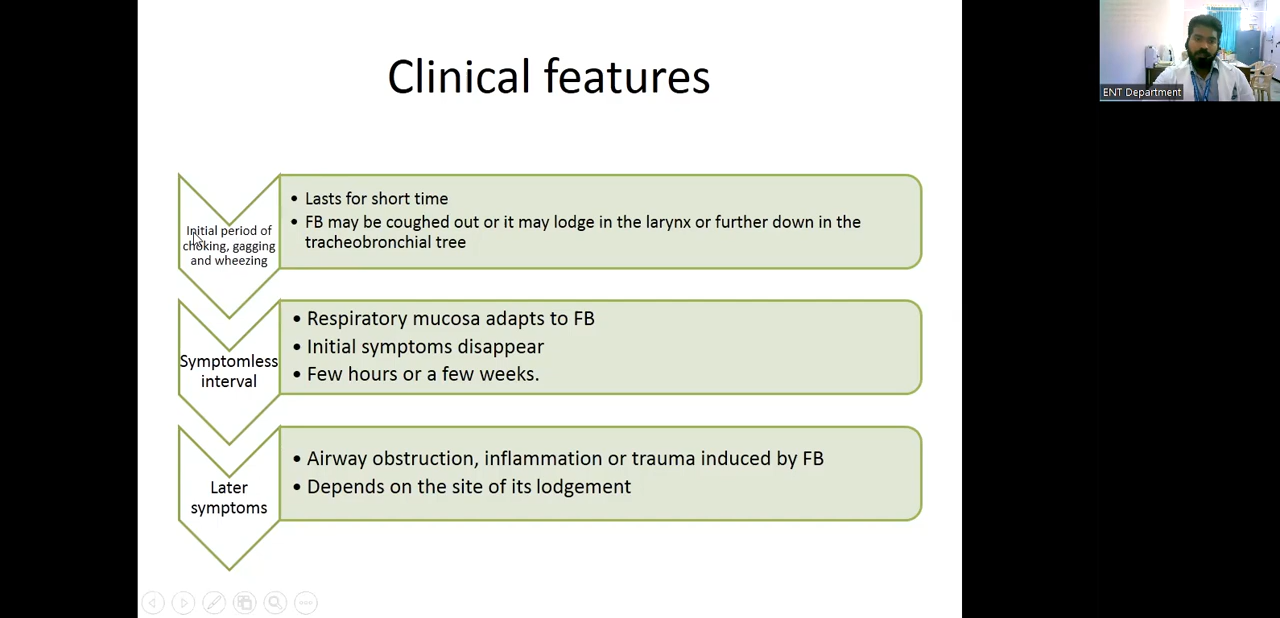 Clinical features
Initial period of
choking, gagging
and wheezing
• Lasts for short time
• FB may be coughed out or it may lodge in the larynx or further down in the
tracheobronchial tree
Symptomless
interval
• Respiratory mucosa adapts to FB
• Initial symptoms disappear
• Few hours or a few weeks.
Later
symptoms
• Airway obstruction, inflammation or trauma induced by FB
• Depends on the site of its lodgement
ENT Department